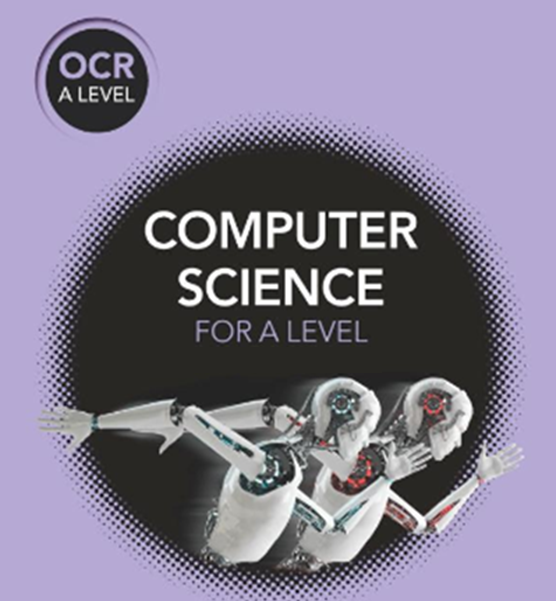 OCR
A LEVEL
COMPUTER
SCIENCE
FOR A LEVEL